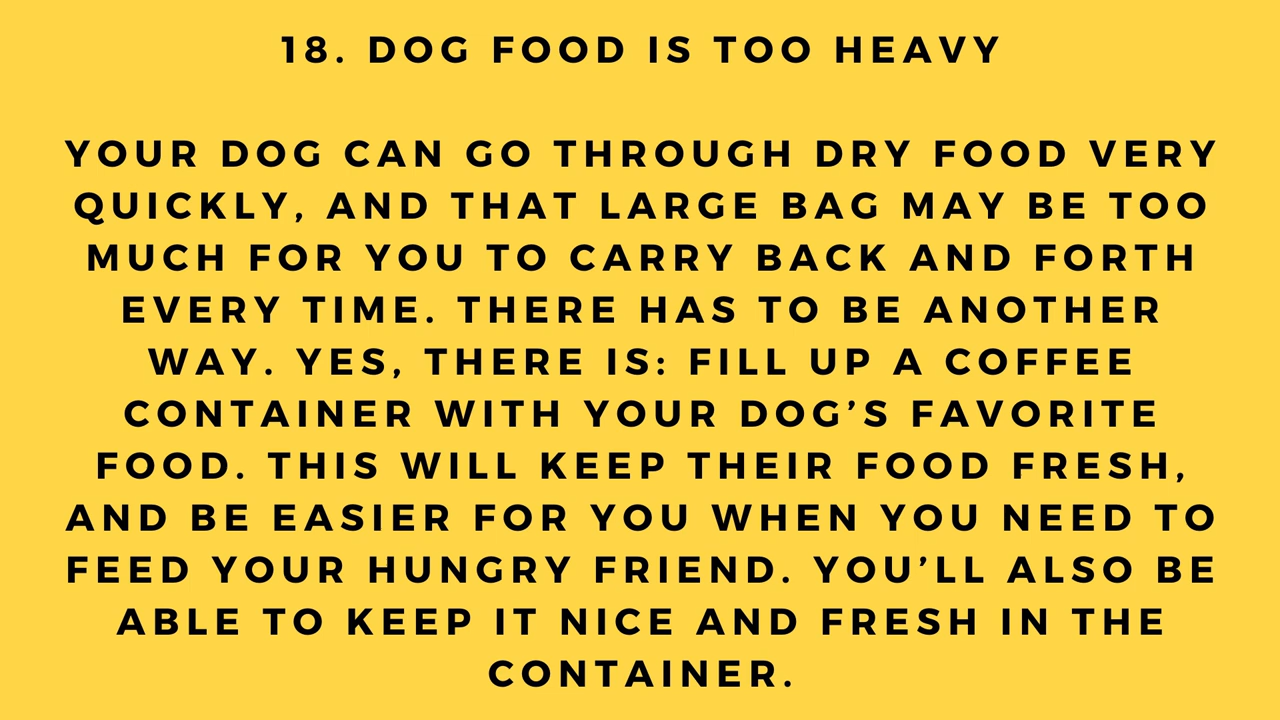 18. DOG FOOD IS TOO HEAVY
YOUR DOG CAN GO THROUGH DRY FOOD VERY
QUICKLY, AND THAT LARGE BAG MAY BE TOO
MUCH FOR YOU TO CARRY BACK AND FORTH
EVERY TIME. THERE HAS TO BE ANOTHER
WAY. YES, THERE IS: FILL UP A COFFEE
CONTAINER WITH YOUR DOG’S FAVORITE
FOOD. THIS WILL KEEP THEIR FOOD FRESH,
AND BE EASIER FOR YOU WHEN YOU NEED TO
FEED YOUR HUNGRY FRIEND. YOU’LL ALSO BE
ABLE TO KEEP IT NICE AND FRESH IN THE
CONTAINER.